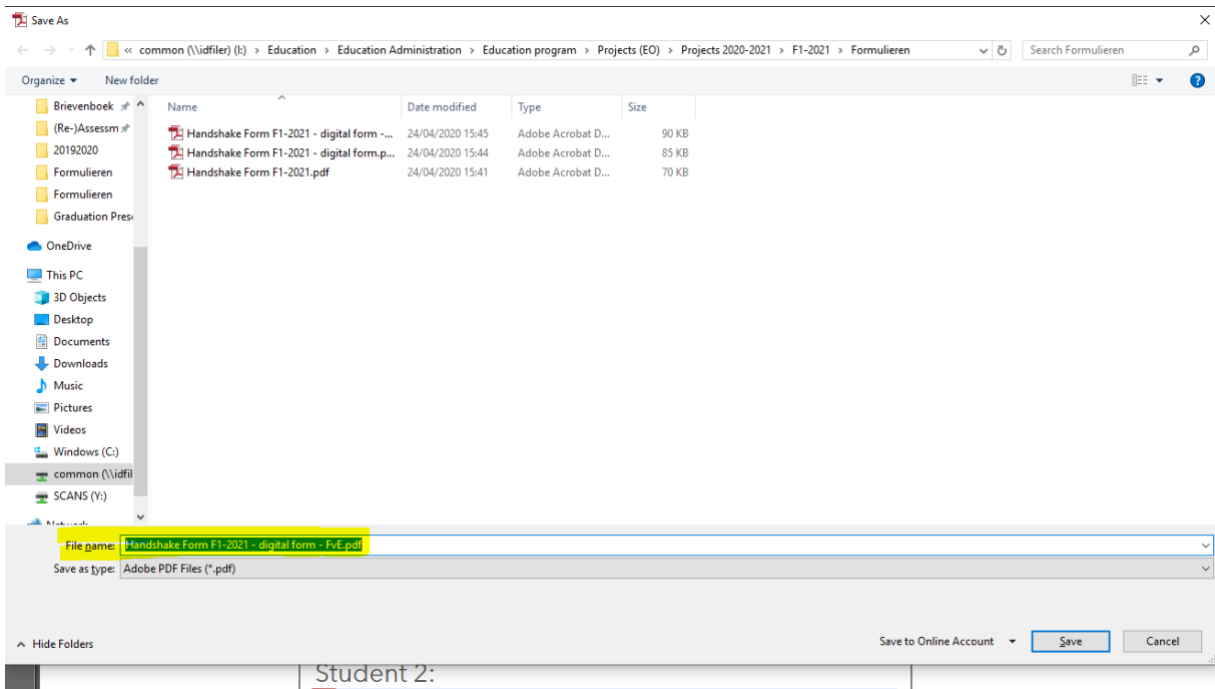 Save As
« common (\\idfiler) (I:) > Education > Education Administration > Education program > Projects (EO) > Projects 2020-2021 > F1-2021 > Formulieren
Search Formulieren
Organize
New folder
Name Date modified Type Size
Handshake Form F1-2021 - digital form -... 24/04/2020 15:45 Adobe Acrobat D... 90 KB
Handshake Form F1-2021 - digital form.p... 24/04/2020 15:44 Adobe Acrobat D... 85 KB
Handshake Form F1-2021.pdf 24/04/2020 15:41 Adobe Acrobat D... 70 KB
Brievenboek
(Re-)Assessm
20192020
Formulieren
Formulieren
Graduation Prese
OneDrive
This PC
3D Objects
Desktop
Documents
Downloads
Music
Pictures
Videos
Windows (C:)
common (\\idfil
SCANS (Y:)
Network
File name: Handshake Form F1-2021 - digital form - FvE.pdf
Save as type: Adobe PDF Files (*.pdf)
Hide Folders
Save to Online Account
Save
Cancel
Student 2: